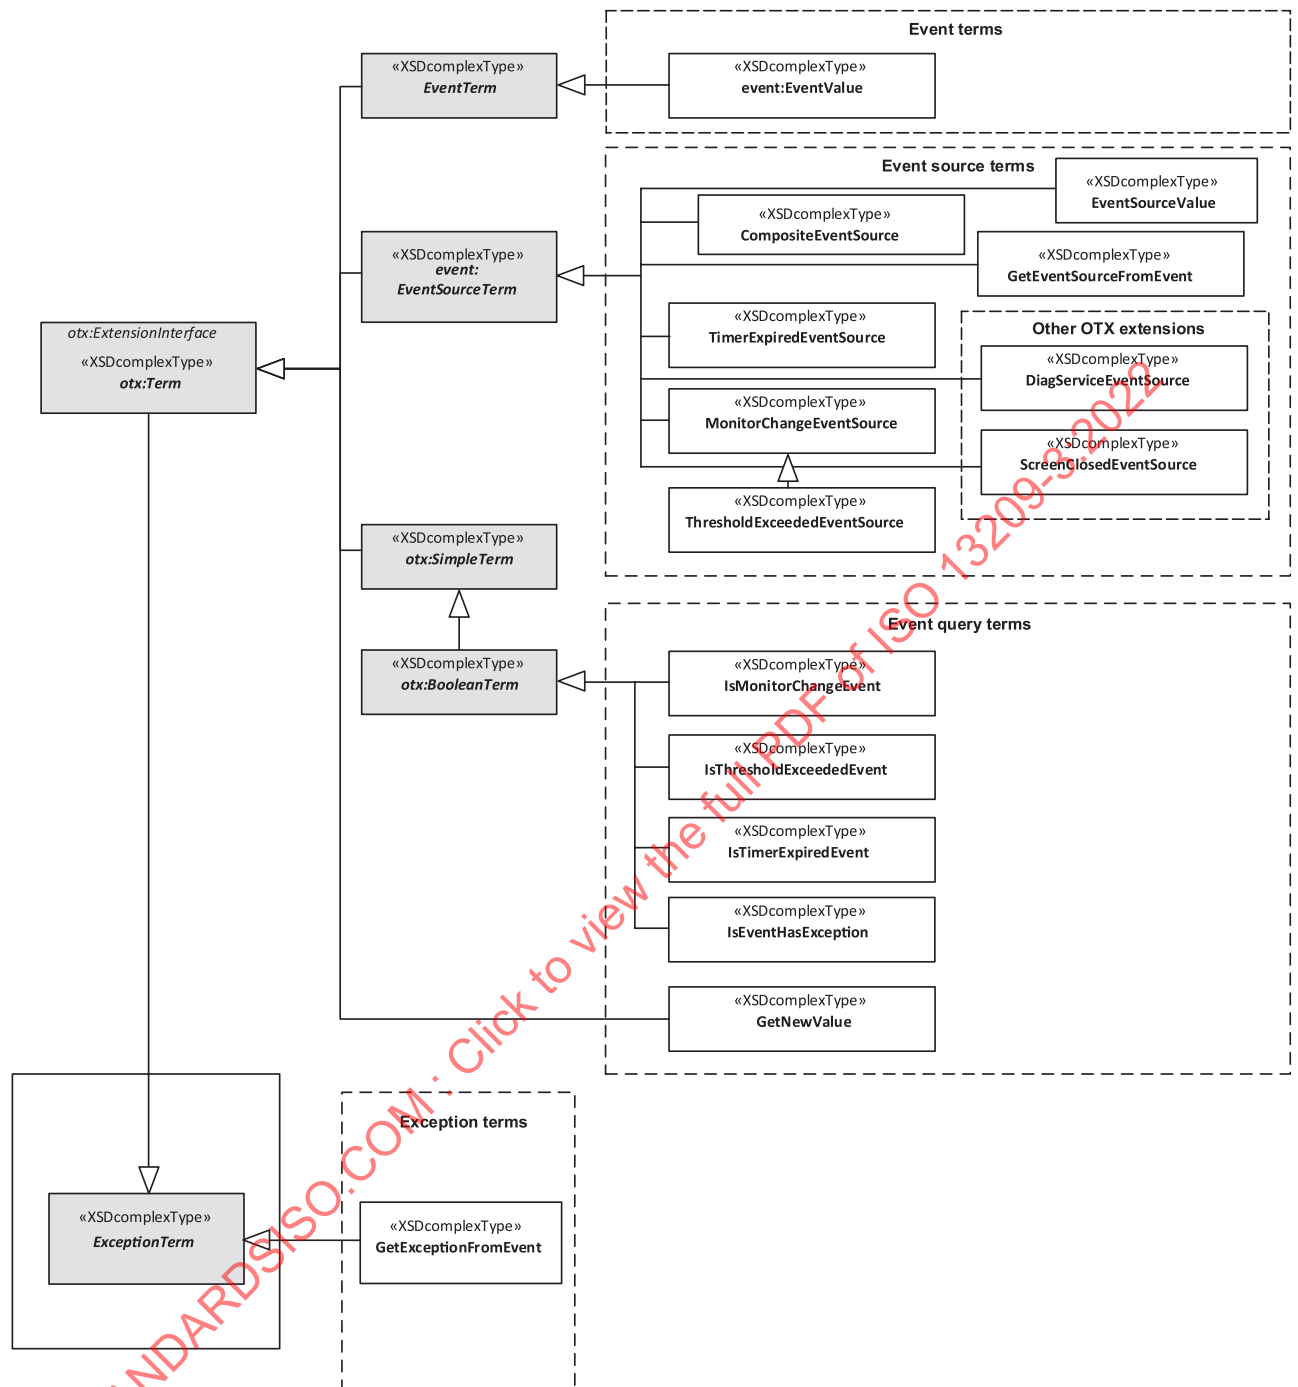 Event terms
«XSDcomplexType»
EventTerm
«XSDcomplexType»
event:EventValue
Event source terms
«XSDcomplexType»
EventSourceValue
«XSDcomplexType»
CompositeEventSource
«XSDcomplexType»
event:
EventSourceTerm
«XSDcomplexType»
GetEventSourceFromEvent
«XSDcomplexType»
TimerExpiredEventSource
otx:ExtensionInterface
«XSDcomplexType»
otx:Term
Other OTX extensions
«XSDcomplexType»
DiagServiceEventSource
«XSDcomplexType»
MonitorChangeEventSource
«XSDcomplexType»
ScreenClosedEventSource
«XSDcomplexType»
ThresholdExceededEventSource
«XSDcomplexType»
otx:SimpleTerm
Event query terms
«XSDcomplexType»
otx:BooleanTerm
«XSDcomplexType»
IsMonitorChangeEvent
«XSDcomplexType»
IsThresholdExceededEvent
«XSDcomplexType»
IsTimerExpiredEvent
«XSDcomplexType»
IsEventHasException
«XSDcomplexType»
GetNewValue
Exception terms
«XSDcomplexType»
ExceptionTerm
«XSDcomplexType»
GetExceptionFromEvent
ANDARDSISO.COM : Click to view the full PDF of ISO 13209-3:2022